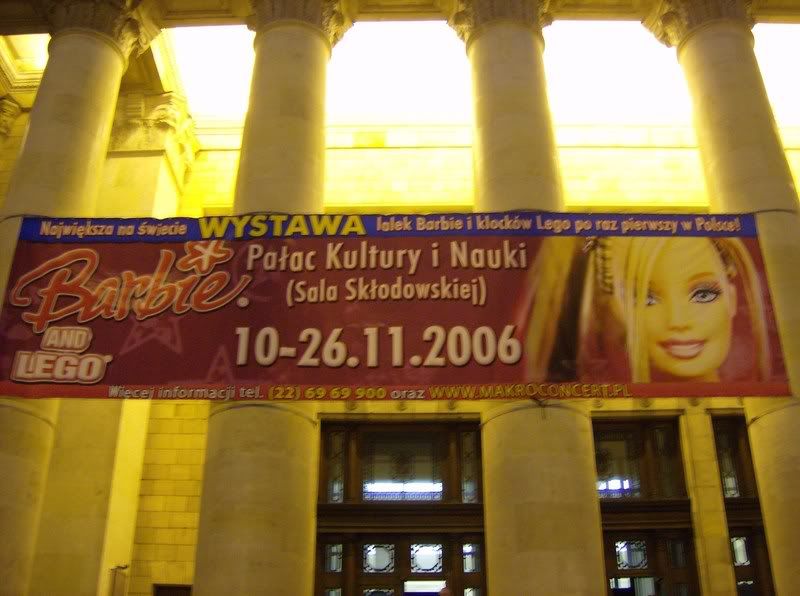 Największa na świecie WYSTAWA lalek Barbie i klocków Lego po raz pierwszy w Polsce!
Barbie®
AND
LEGO®
Pałac Kultury i Nauki
(Sala Skłodowskiej)
10-26.11.2006
Więcej informacji tel. (22) 69 69 900 oraz WWW.MAKROCONCERT.PL